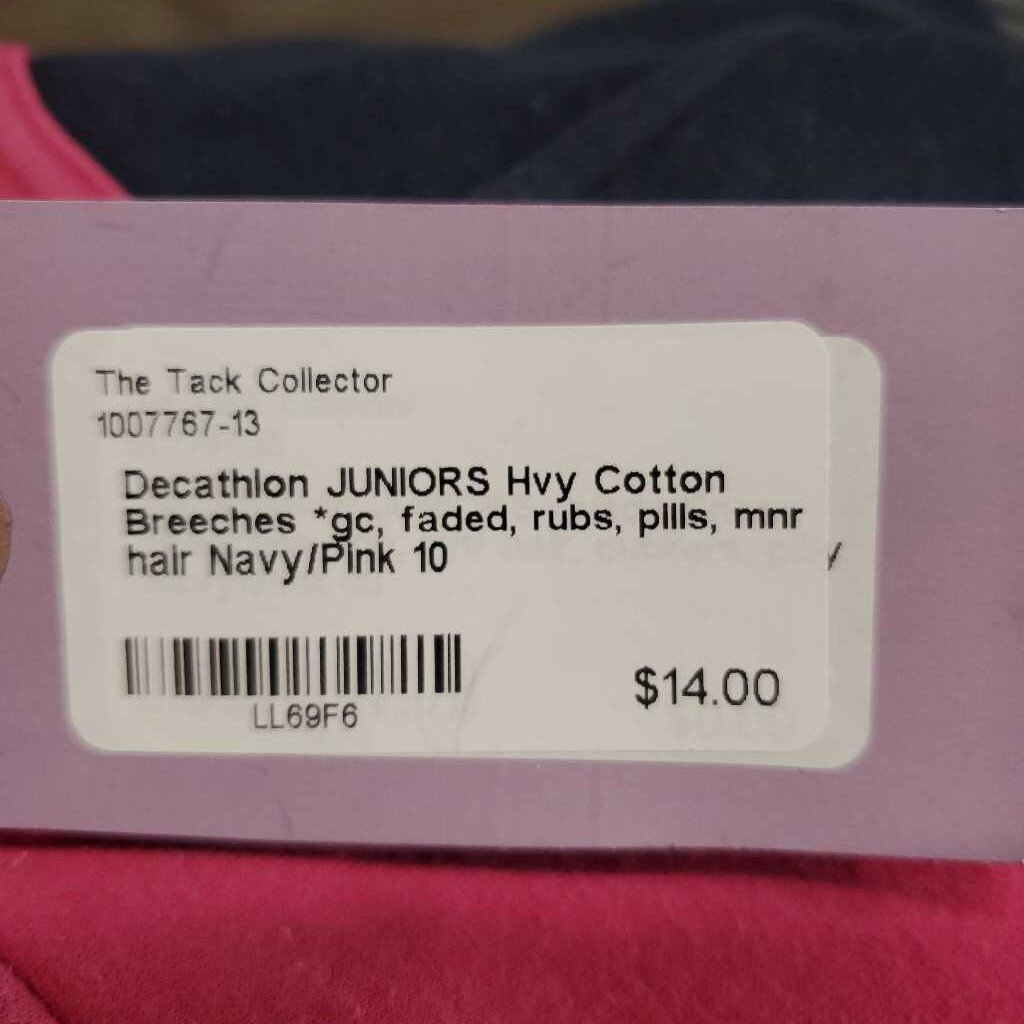 The Tack Collector
1007767-13
Decathlon JUNIORS Hvy Cotton
Breeches *gc, faded, rubs, pills, mnr
hair Navy/Pink 10
LL69F6
$14.00